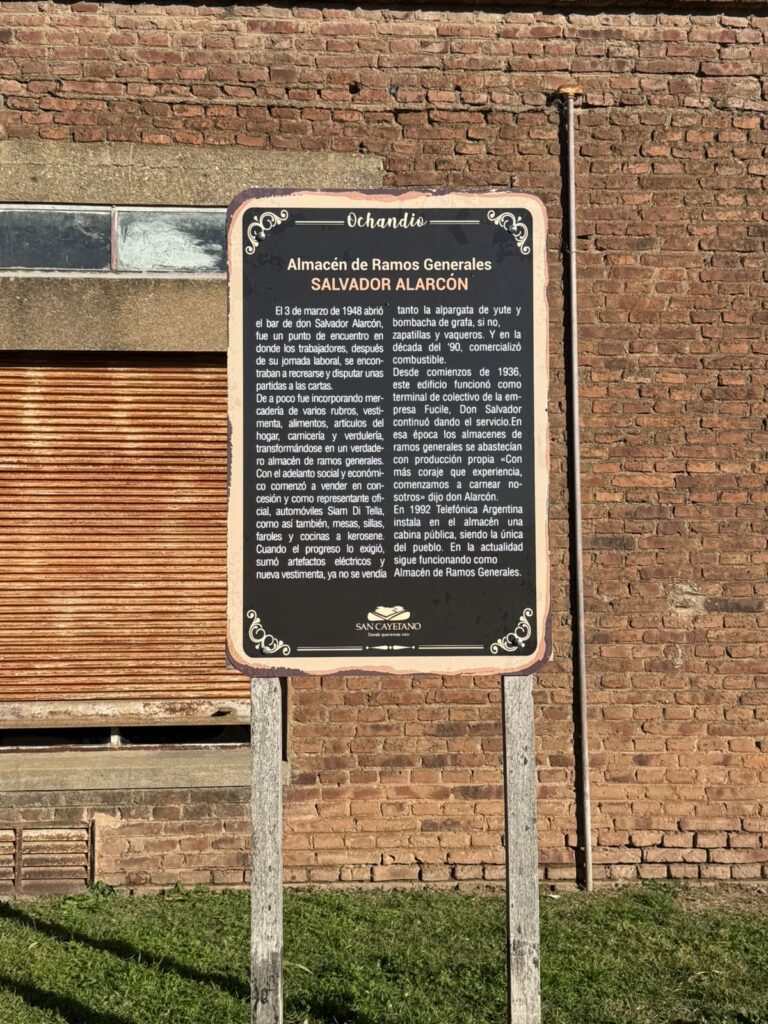 Ochandio
Almacén de Ramos Generales
SALVADOR ALARCÓN
El 3 de marzo de 1948 abrió
el bar de don Salvador Alarcón,
fue un punto de encuentro en
donde los trabajadores, después
de su jornada laboral, se encon-
traban a recrearse y disputar unas
partidas a las cartas.
De a poco fue incorporando mer-
cadería de varios rubros, vesti-
menta, alimentos, artículos del
hogar, carnicería y verdulería,
transformándose en un verdade-
ro almacén de ramos generales.
Con el adelanto social y económi-
co comenzó a vender en con-
cesión y como representante ofi-
cial, automóviles Siam Di Tella,
como así también, mesas, sillas,
faroles y cocinas a kerosene.
Cuando el progreso lo exigió,
sumó artefactos eléctricos y
nueva vestimenta, ya no se vendía
tanto la alpargata de yute y
bombacha de grafa, si no,
zapatillas y vaqueros. Y en la
década del '90, comercializó
combustible.
Desde comienzos de 1936,
este edificio funcionó como
terminal de colectivo de la em-
presa Fucile, Don Salvador
continuó dando el servicio.En
esa época los almacenes de
ramos generales se abastecían
con producción propia «Con
más coraje que experiencia,
comenzamos a carnear no-
sotros» dijo don Alarcón.
En 1992 Telefónica Argentina
instala en el almacén una
cabina pública, siendo la única
del pueblo. En la actualidad
sigue funcionando como
Almacén de Ramos Generales.
SAN CAYETANO
Donde queremos vivir